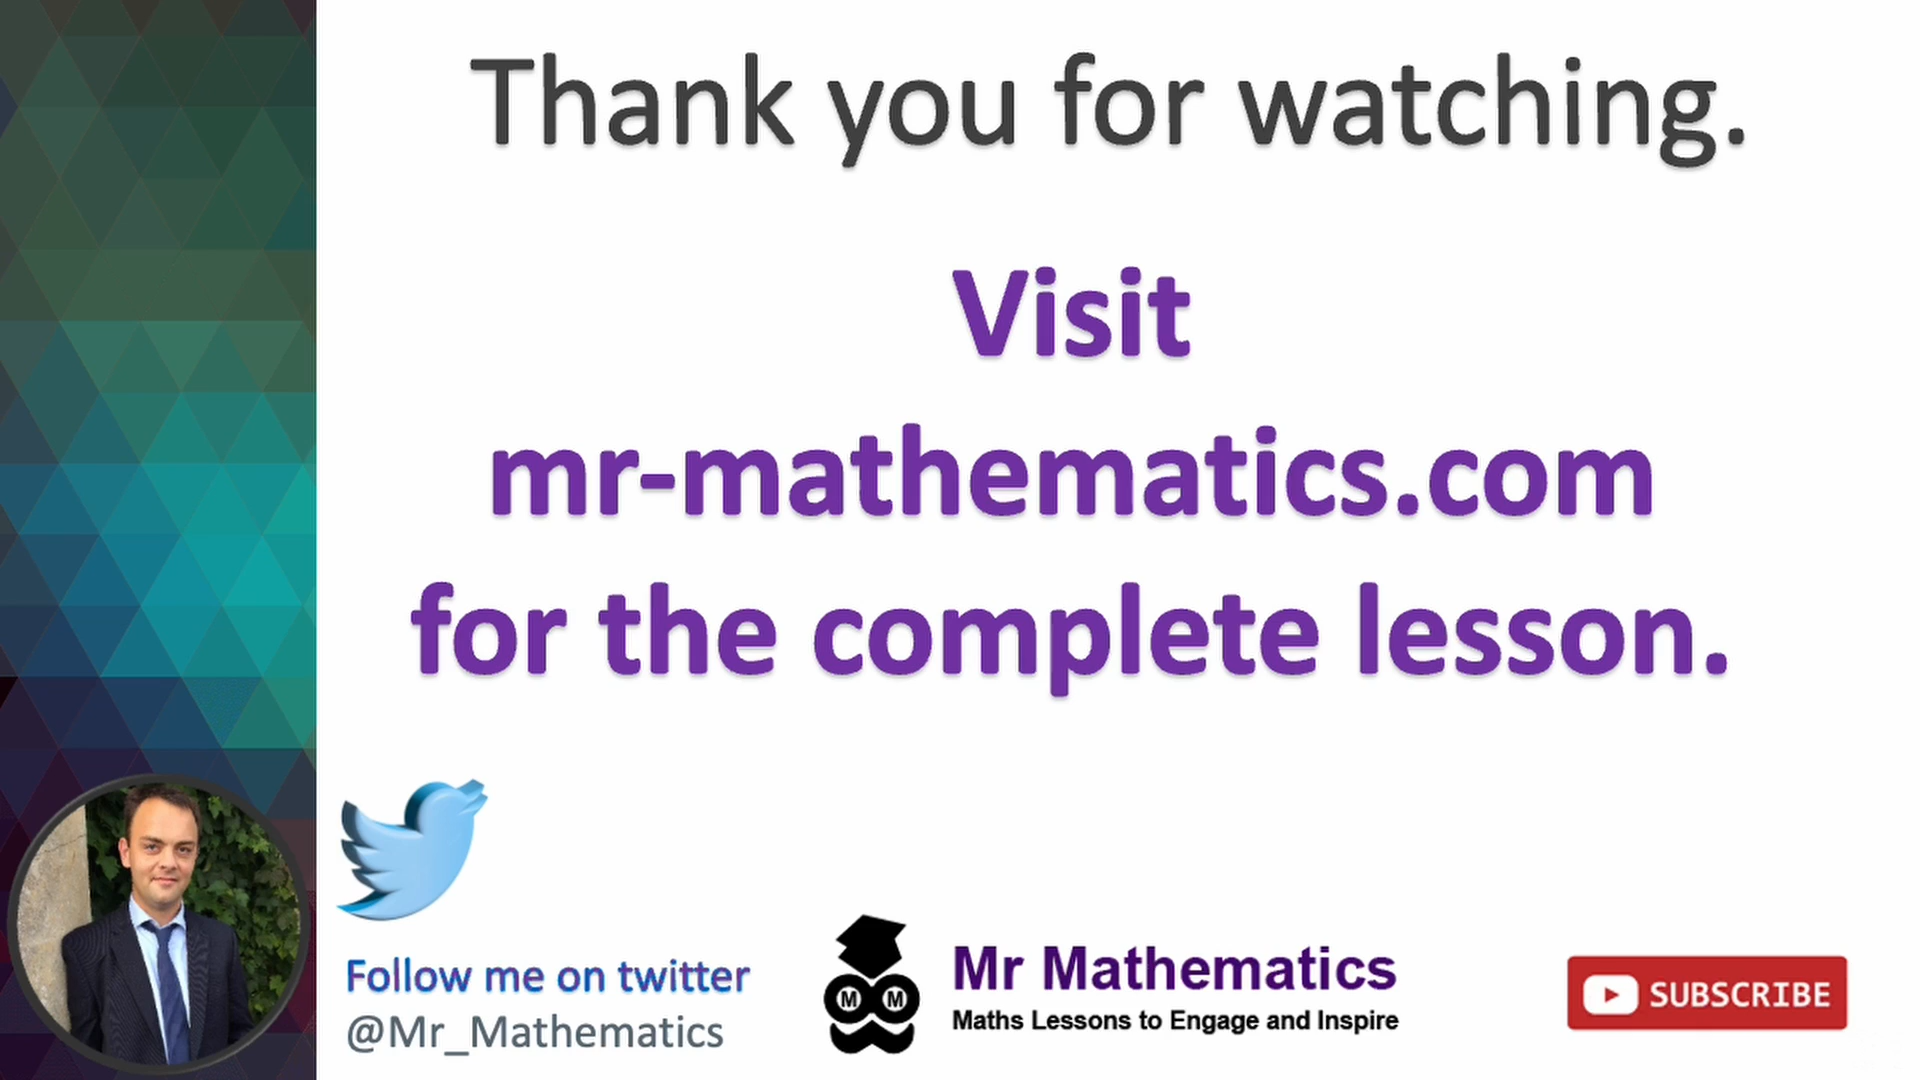 Thank you for watching.
Visit
mr-mathematics.com
for the complete lesson.
Follow me on twitter
@Mr_Mathematics
M M
Mr Mathematics
Maths Lessons to Engage and Inspire
SUBSCRIBE